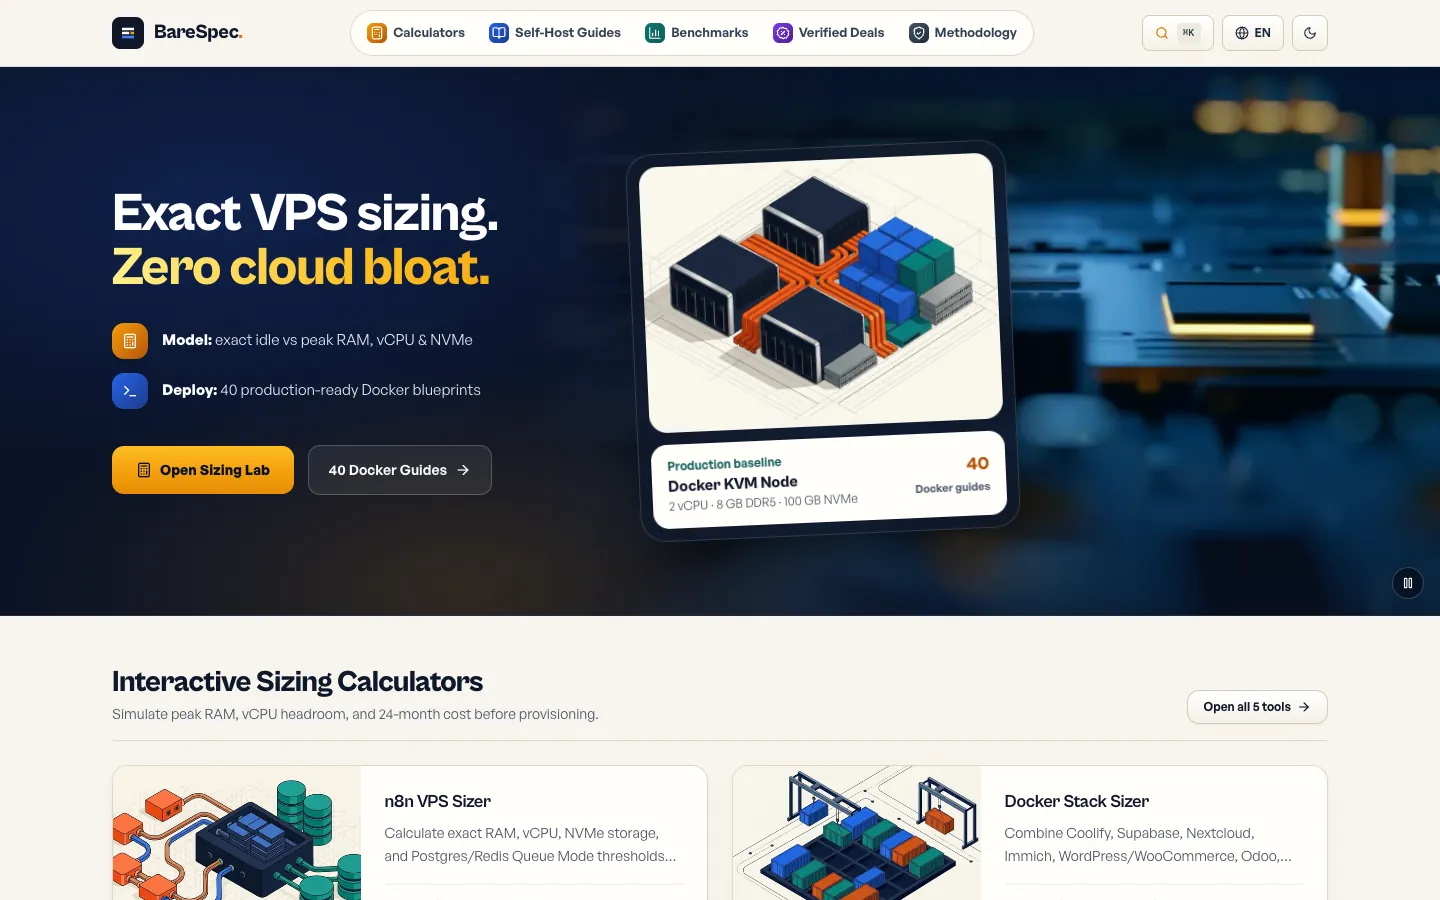 BareSpec.
Calculators
Self-Host Guides
Benchmarks
Verified Deals
Methodology
⌘K
EN
Exact VPS sizing.
Zero cloud bloat.
Model: exact idle vs peak RAM, vCPU & NVMe
Deploy: 40 production-ready Docker blueprints
Open Sizing Lab
40 Docker Guides
Production baseline
Docker KVM Node
2 vCPU · 8 GB DDR5 · 100 GB NVMe
40
Docker guides
Interactive Sizing Calculators
Simulate peak RAM, vCPU headroom, and 24-month cost before provisioning.
Open all 5 tools
n8n VPS Sizer
Calculate exact RAM, vCPU, NVMe storage,
and Postgres/Redis Queue Mode thresholds...
Docker Stack Sizer
Combine Coolify, Supabase, Nextcloud,
Immich, WordPress/WooCommerce, Odoo,...